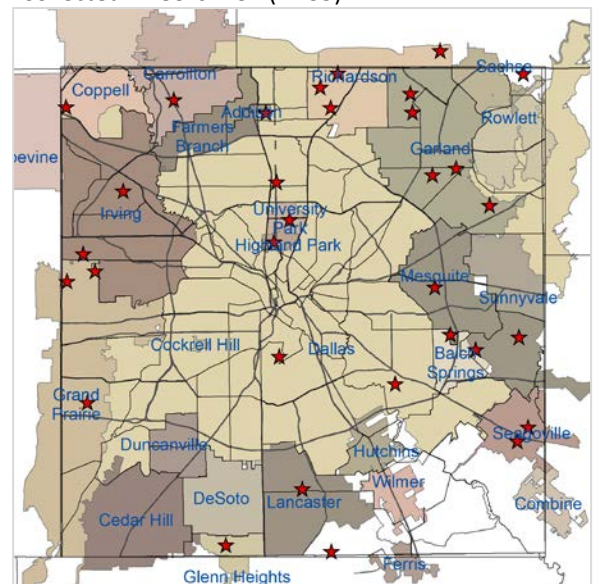 Carrollton
Richardson
Sachse
Coppell
Addison
Rowlett
Farmers
Branch
Garland
pevine
Irving
University
Park
Highland Park
Mesquite
Sunnyvale
Cockrell Hill
Dallas
Balch
Springs
Grand
Prairie
Seagoville
Duncanville
Hutchins
Wilmer
DeSoto
Lancaster
Combine
Cedar Hill
Ferris
Glenn Heights